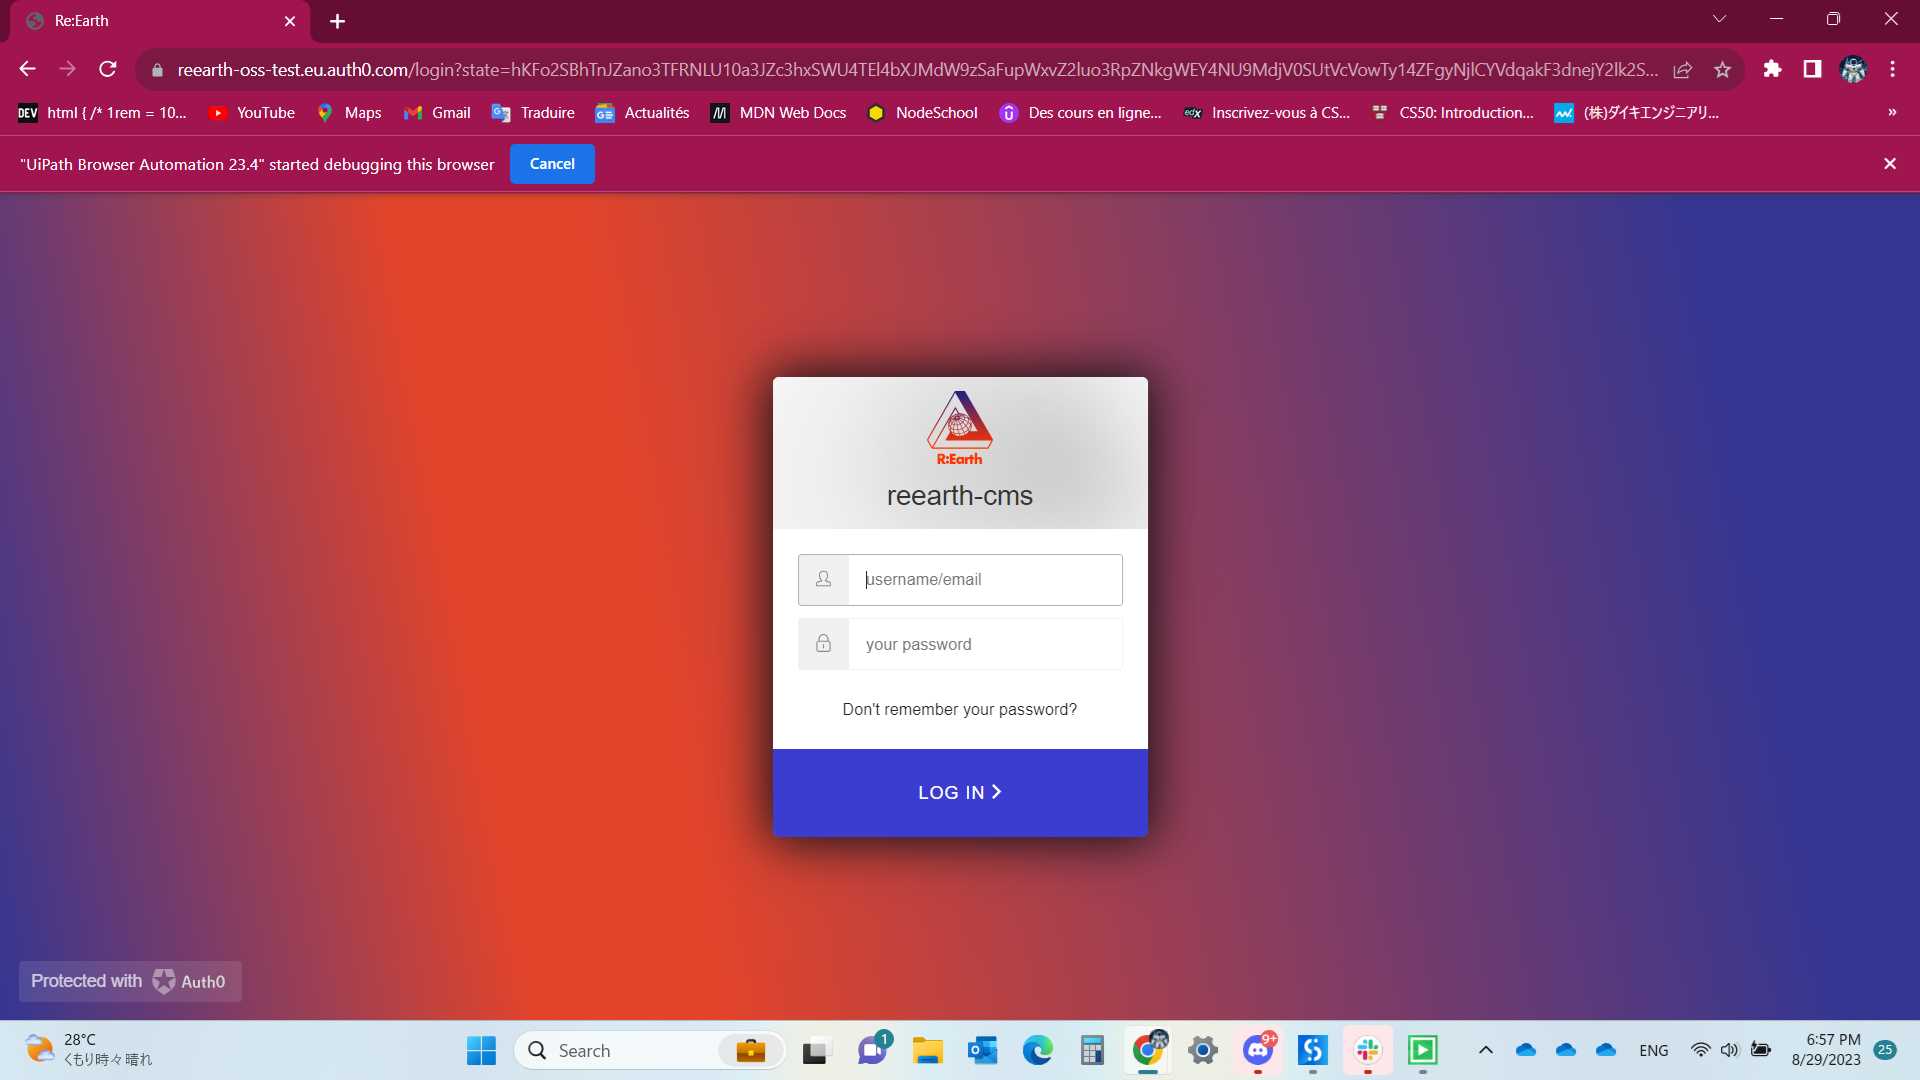 Re:Earth
reearth-oss-test.eu.auth0.com/login?state=hKFo2SBhTnJZano3TFRNLU10a3JZc3hxSWU4TEl4bXJMdW9zSaFupWxvZ2luo3RpZNkgWEY4NU9MdjV0SUtVcVowTy14ZFgyNjlCYVdqakF3dnejY2lk2S...
html { /* 1rem = 10... YouTube Maps Gmail Traduire Actualités MDN Web Docs NodeSchool Des cours en ligne... Inscrivez-vous à CS... CS50: Introduction... (株)ダイキエンジニアリ... »
"UiPath Browser Automation 23.4" started debugging this browser Cancel
R:Earth
reearth-cms
username/email
your password
Don't remember your password?
LOG IN
Protected with Auth0
28°C
くもり時々晴れ
Search
1
9+
ENG
6:57 PM
8/29/2023
25